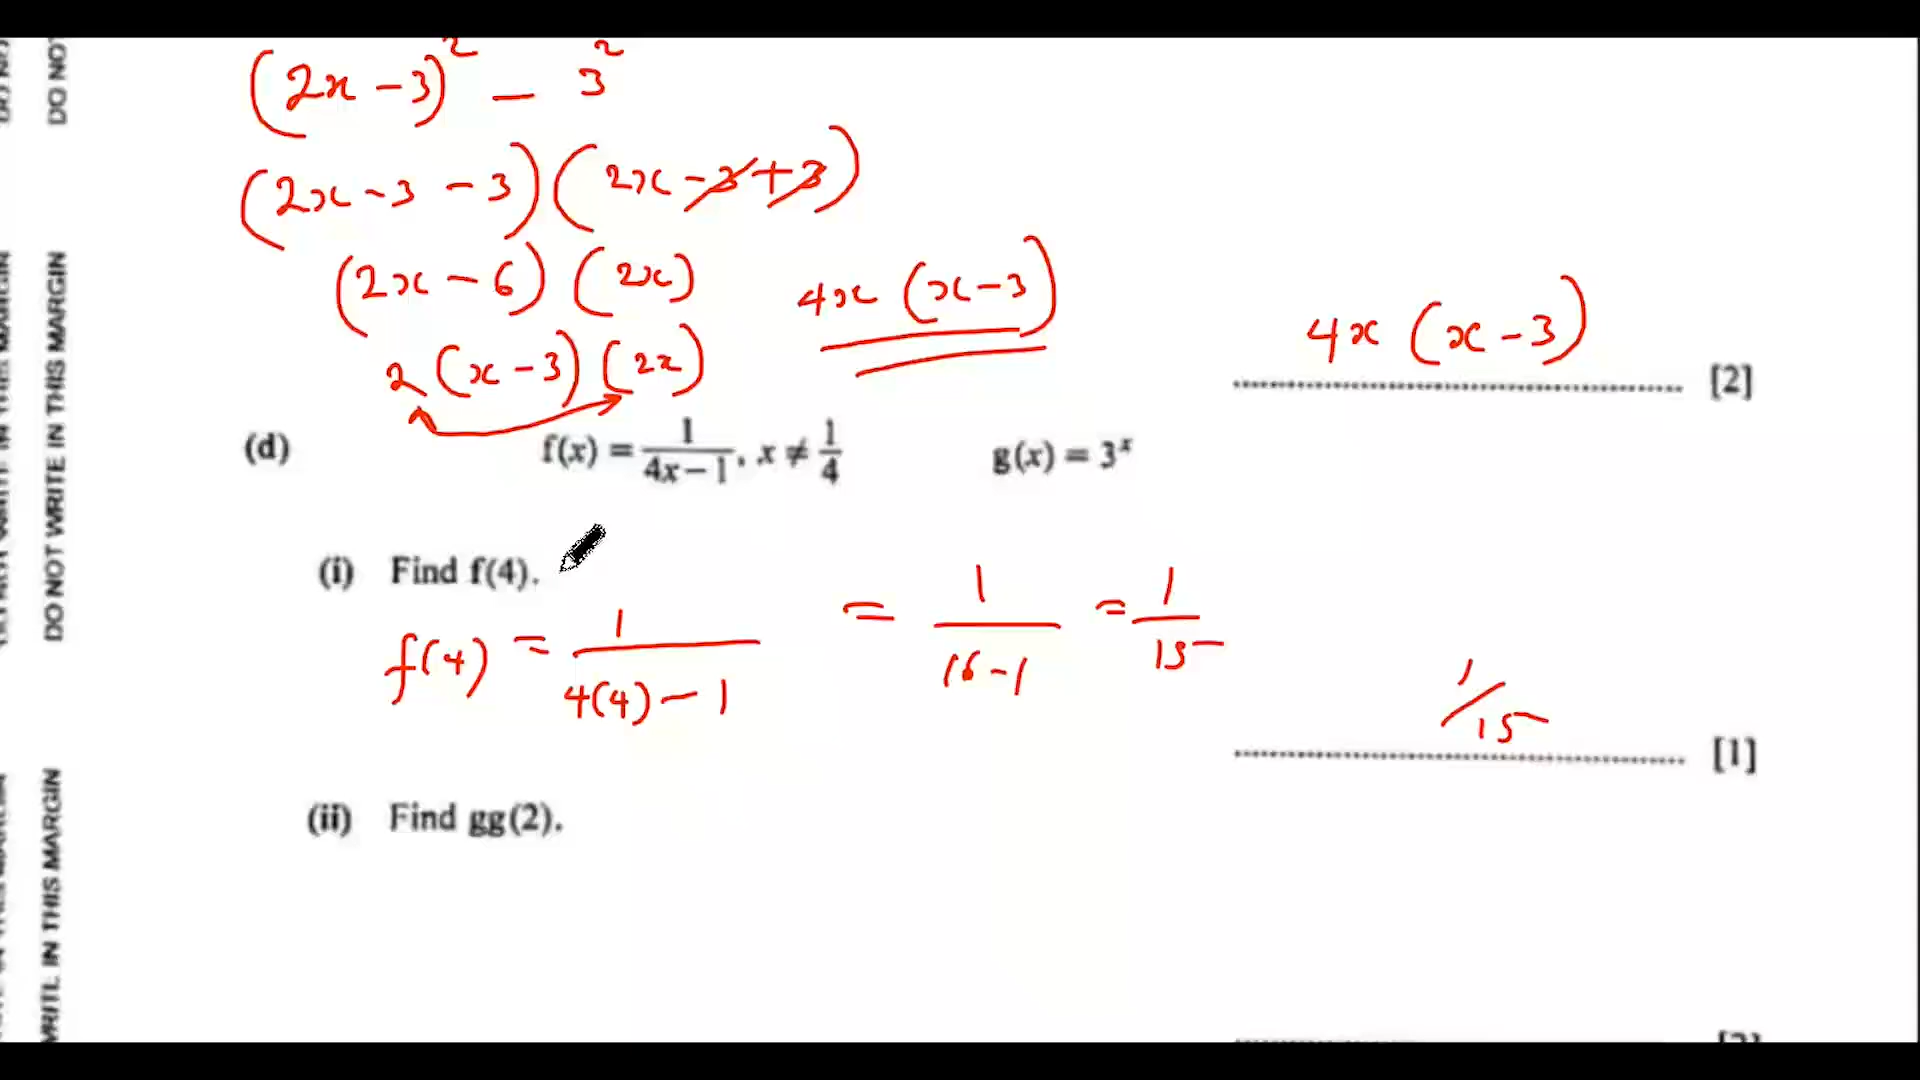 (2x - 3)² - 3²
(2x - 3 - 3)(2x - 3 + 3)
(2x - 6)(2x)
4x(x - 3)
2(x - 3)(2x)
4x(x - 3)
[2]
(d) f(x) = 1/(4x - 1), x ≠ 1/4 g(x) = 3ˣ
(i) Find f(4).
f(4) = 1/(4(4) - 1) = 1/(16 - 1) = 1/15
1/15
[1]
(ii) Find gg(2).
DO NOT WRITE IN THIS MARGIN
DO NOT
WRITE IN THIS MARGIN